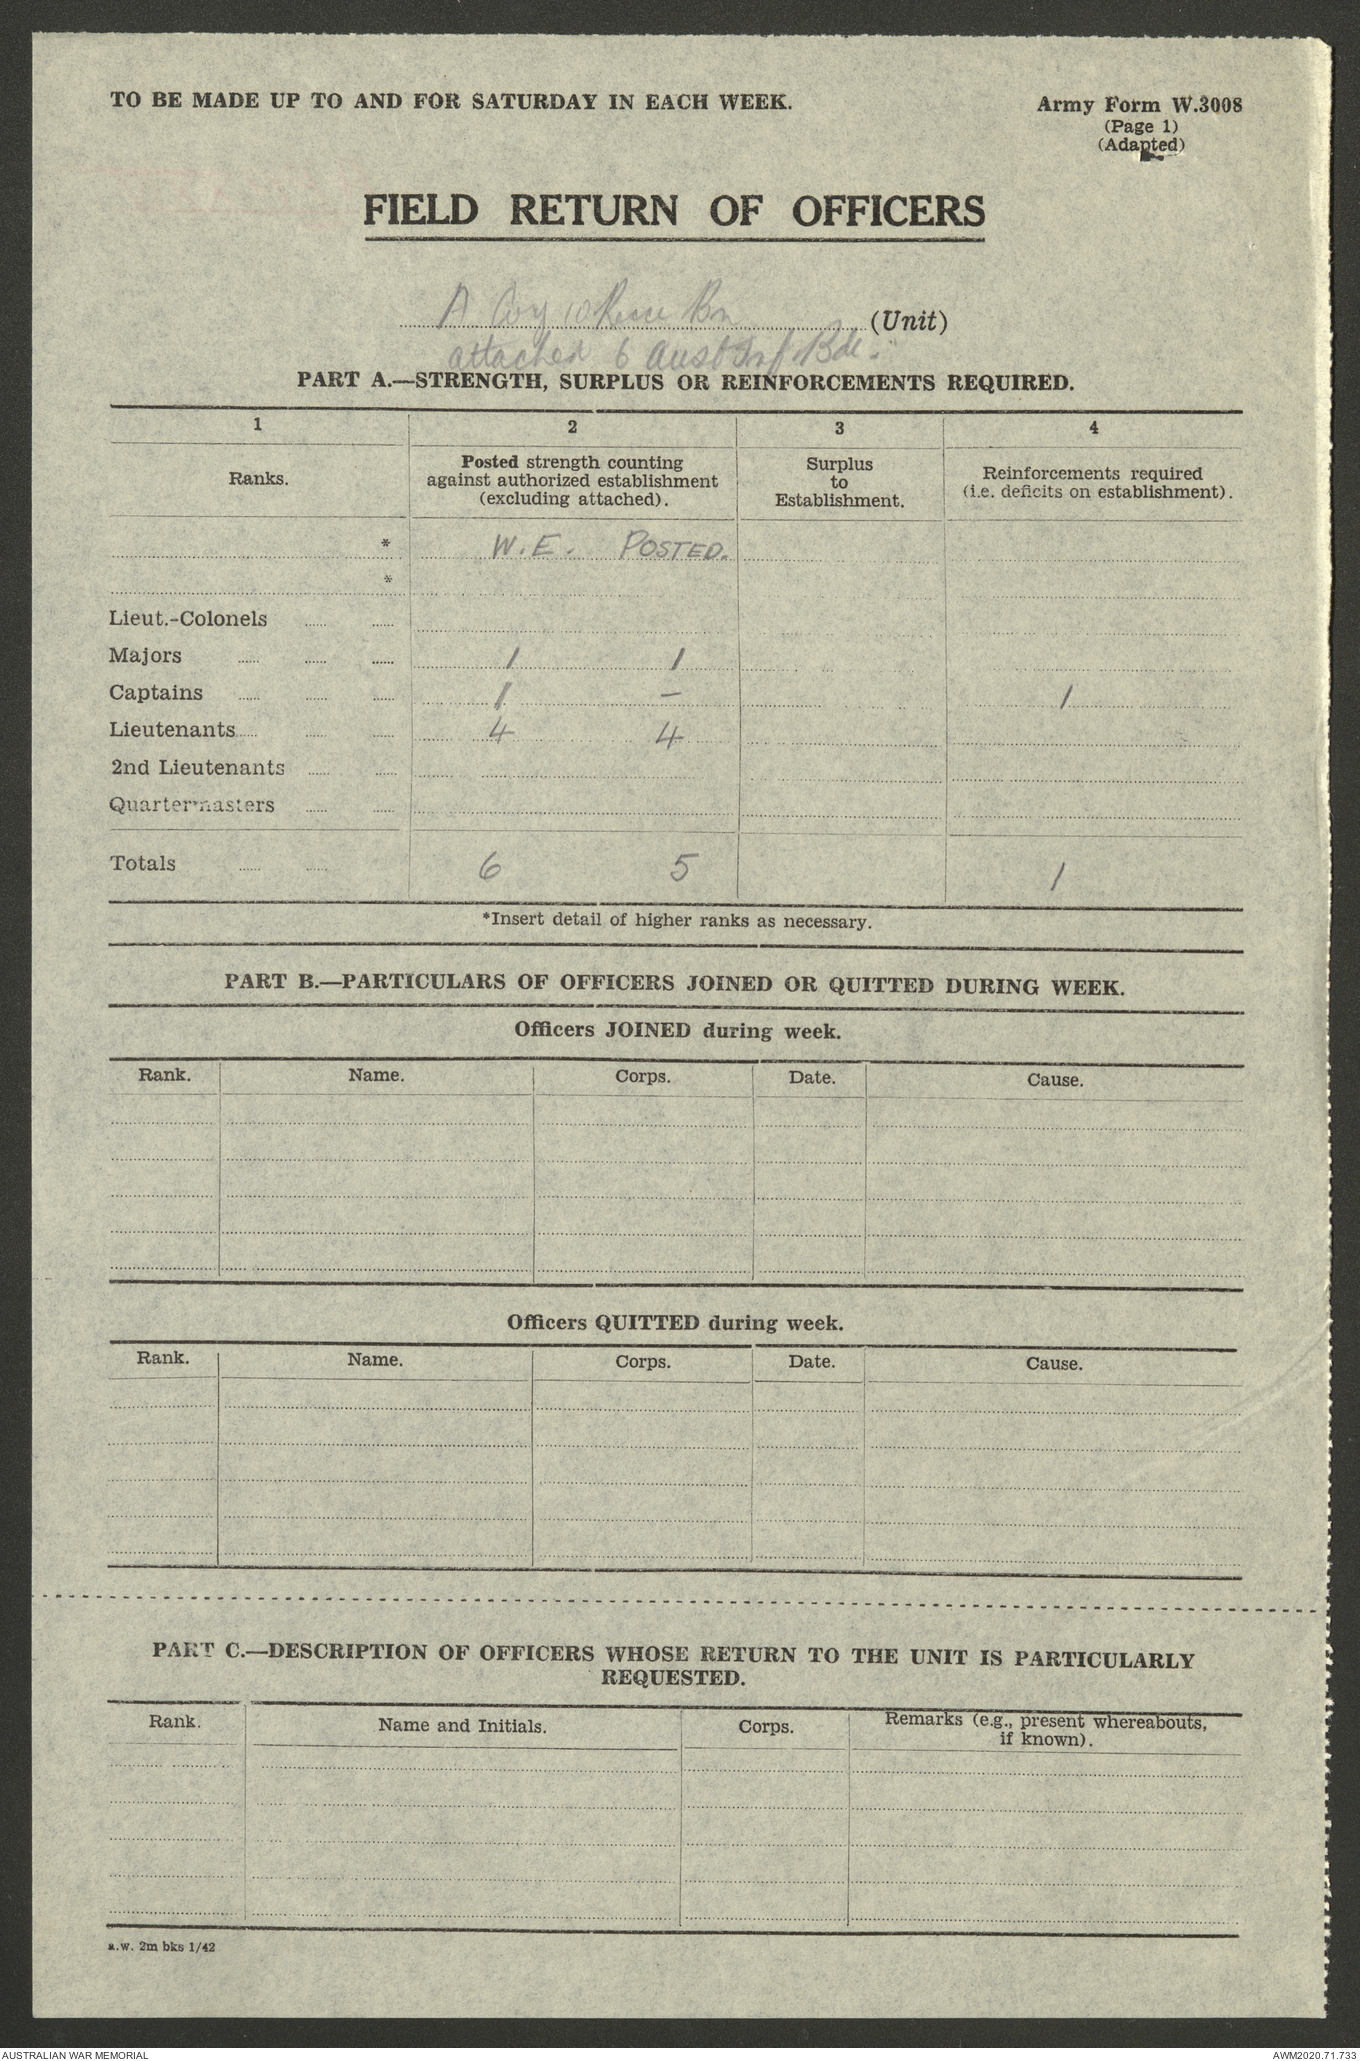 TO BE MADE UP TO AND FOR SATURDAY IN EACH WEEK.
Army Form W.3008
(Page 1)
(Adapted)
FIELD RETURN OF OFFICERS
A Coy 10 Recce Bn (Unit)
attached 6 Aust Inf. Bde.
PART A.—STRENGTH, SURPLUS OR REINFORCEMENTS REQUIRED.
1 2 3 4
Ranks. Posted strength counting against authorized establishment (excluding attached). Surplus to Establishment. Reinforcements required (i.e. deficits on establishment).
* W.E. POSTED.
*
Lieut.-Colonels
Majors 1 1
Captains 1 — 1
Lieutenants 4 4
2nd Lieutenants
Quartermasters
Totals 6 5 1
*Insert detail of higher ranks as necessary.
PART B.—PARTICULARS OF OFFICERS JOINED OR QUITTED DURING WEEK.
Officers JOINED during week.
Rank. Name. Corps. Date. Cause.
Officers QUITTED during week.
Rank. Name. Corps. Date. Cause.
PART C.—DESCRIPTION OF OFFICERS WHOSE RETURN TO THE UNIT IS PARTICULARLY
REQUESTED.
Rank. Name and Initials. Corps. Remarks (e.g., present whereabouts, if known).
a.w. 2m bks 1/42
AUSTRALIAN WAR MEMORIAL AWM2020.71.733